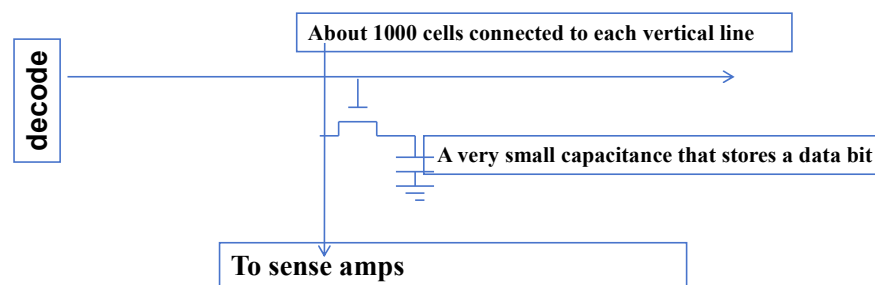 About 1000 cells connected to each vertical line
decode
A very small capacitance that stores a data bit
To sense amps